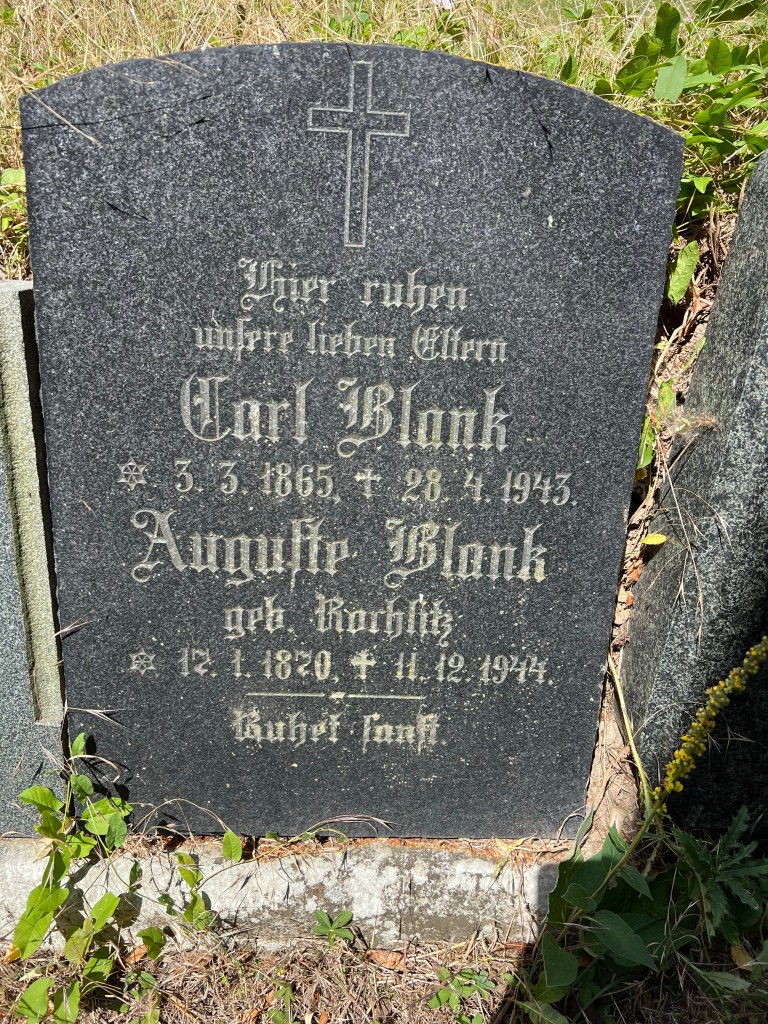 Hier ruhen
unsere lieben Eltern
Carl Blank
* 3. 3. 1865. † 28. 4. 1943.
Auguste Blank
geb. Rochlitz
* 17. 1. 1870. † 11. 12. 1944.
Ruhet sanft.